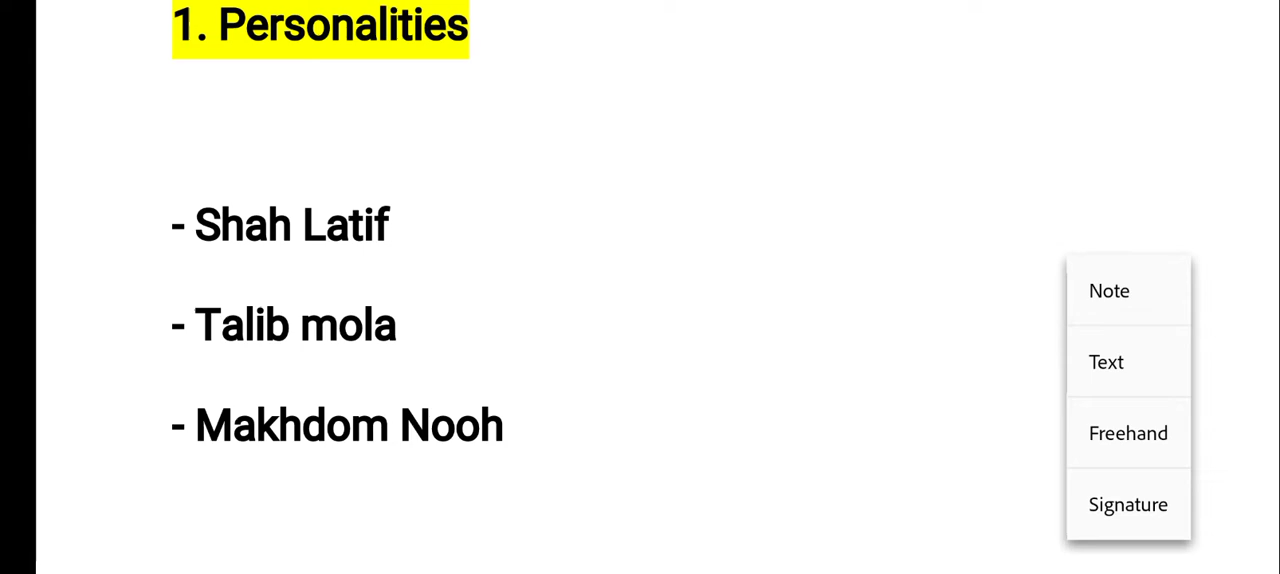 1. Personalities
- Shah Latif
- Talib mola
- Makhdom Nooh
Note
Text
Freehand
Signature